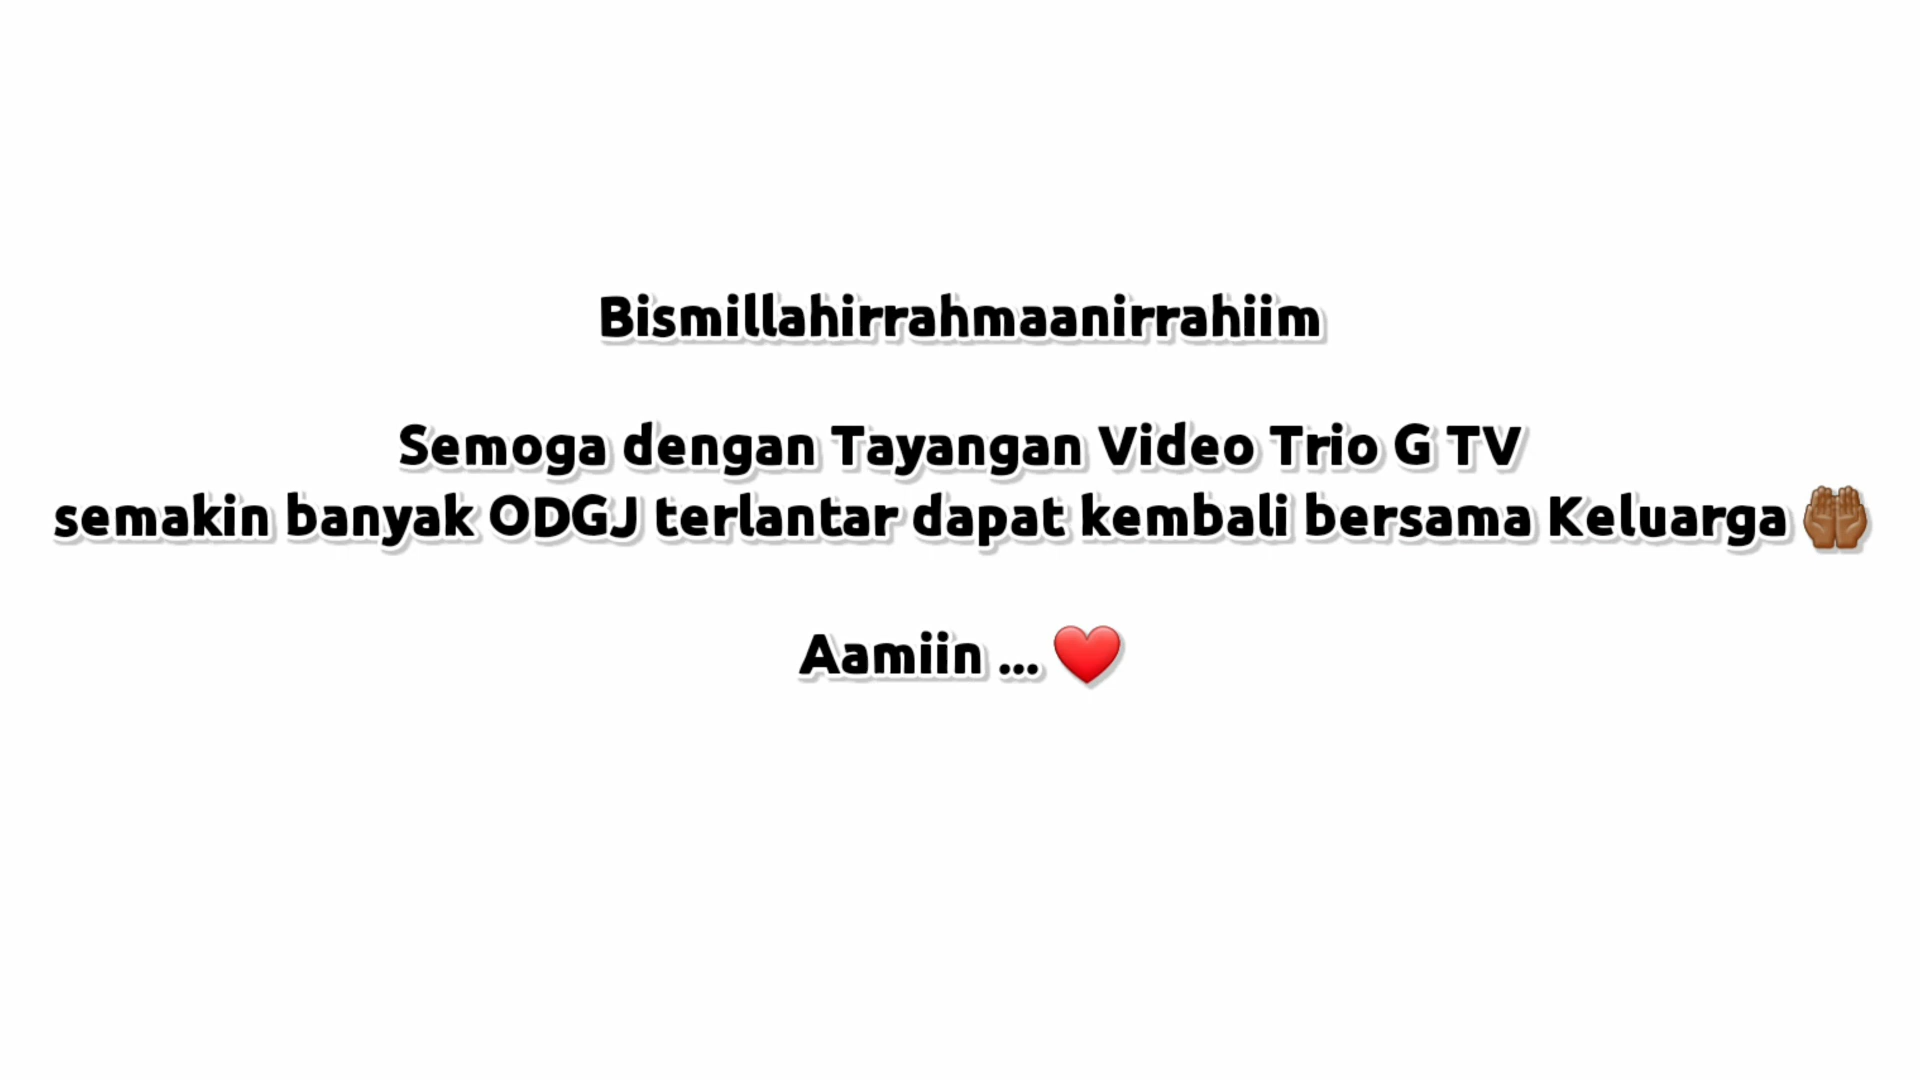 Bismillahirrahmaanirrahiim
Semoga dengan Tayangan Video Trio G TV
semakin banyak ODGJ terlantar dapat kembali bersama Keluarga 🤲🏾
Aamiin ... ❤️